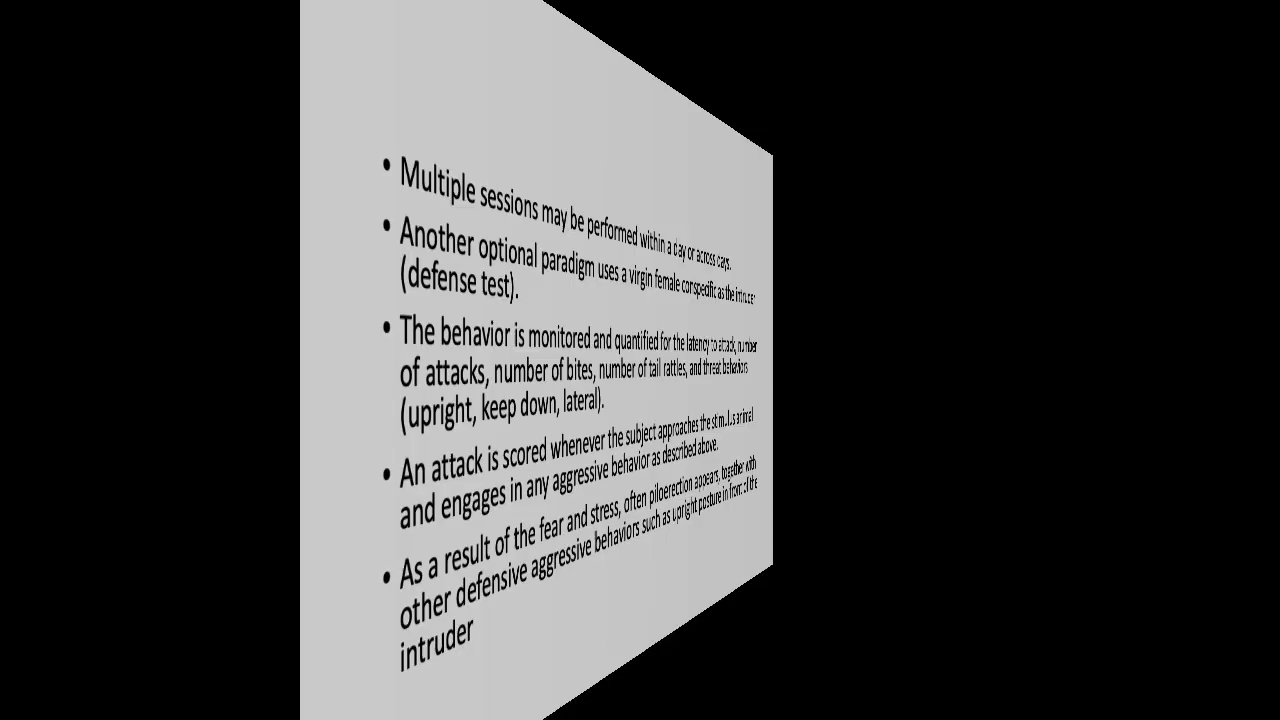 • Multiple sessions may be performed within a day or across days.
• Another optional paradigm uses a virgin female conspecific as the intruder
(defense test).
• The behavior is monitored and quantified for the latency to attack, number
of attacks, number of bites, number of tail rattles, and threat behaviors
(upright, keep down, lateral).
• An attack is scored whenever the subject approaches the stimulus animal
and engages in any aggressive behavior as described above.
• As a result of the fear and stress, often piloerection appears, together with
other defensive aggressive behaviors such as upright posture in front of the
intruder